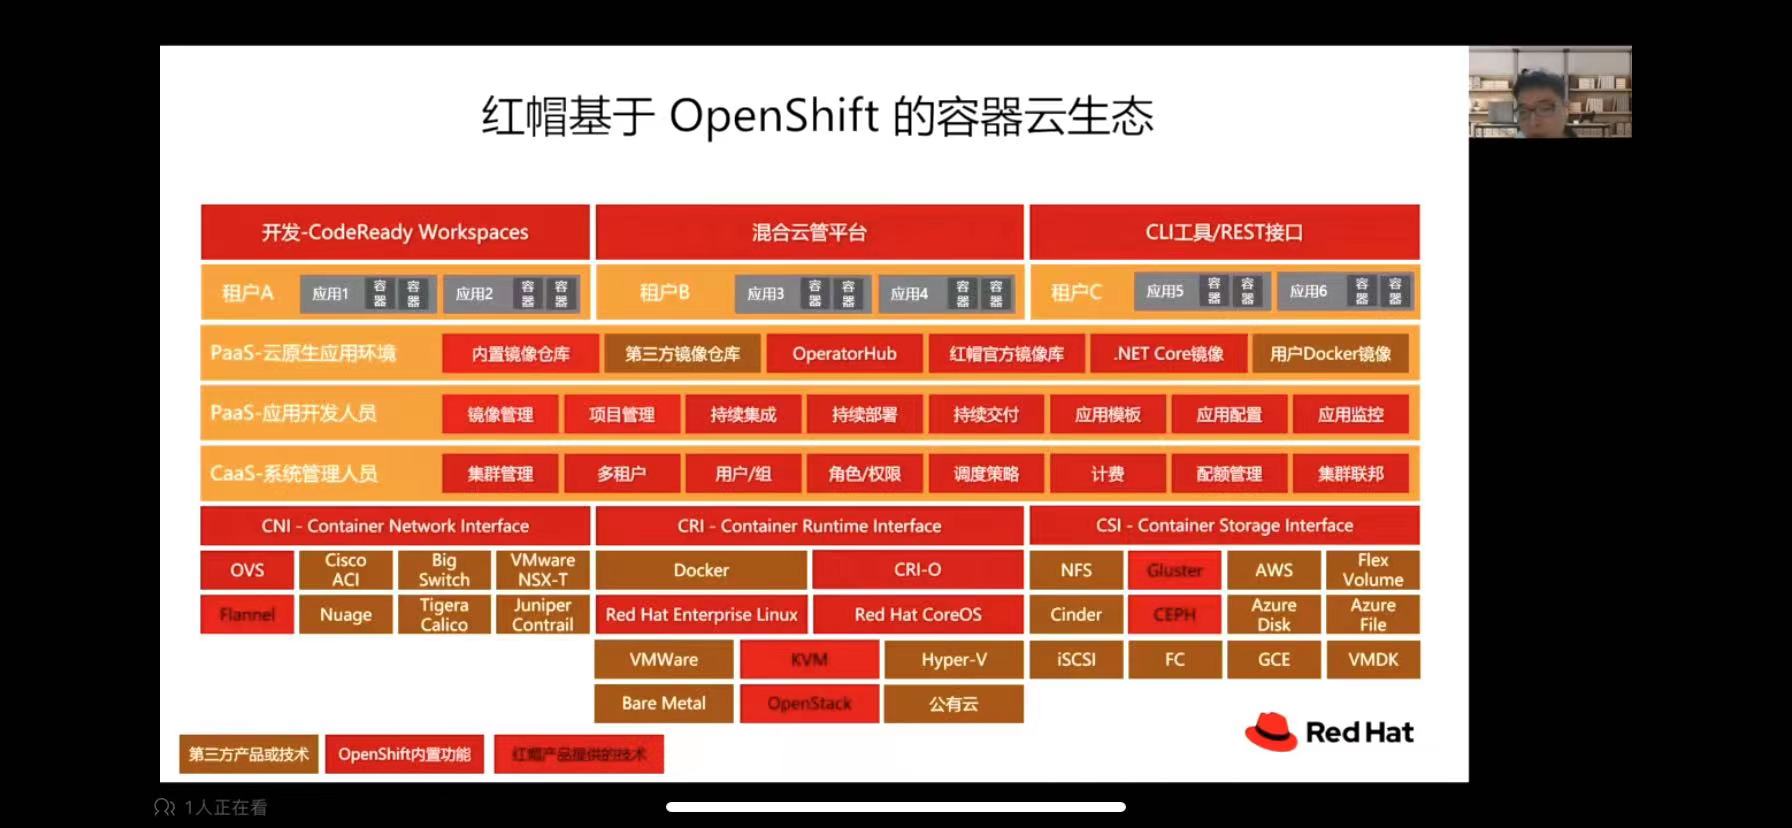 红帽基于 OpenShift 的容器云生态
开发-CodeReady Workspaces
混合云管平台
CLI工具/REST接口
租户A 应用1 容器 容器 应用2 容器 容器
租户B 应用3 容器 容器 应用4 容器 容器
租户C 应用5 容器 容器 应用6 容器 容器
PaaS-云原生应用环境 内置镜像仓库 第三方镜像仓库 OperatorHub 红帽官方镜像库 .NET Core镜像 用户Docker镜像
PaaS-应用开发人员 镜像管理 项目管理 持续集成 持续部署 持续交付 应用模板 应用配置 应用监控
CaaS-系统管理人员 集群管理 多租户 用户/组 角色/权限 调度策略 计费 配额管理 集群联邦
CNI - Container Network Interface
CRI - Container Runtime Interface
CSI - Container Storage Interface
OVS
Cisco
ACI
Big
Switch
VMware
NSX-T
Docker
CRI-O
NFS
Gluster
AWS
Flex
Volume
Flannel
Nuage
Tigera
Calico
Juniper
Contrail
Red Hat Enterprise Linux
Red Hat CoreOS
Cinder
CEPH
Azure
Disk
Azure
File
VMWare
KVM
Hyper-V
iSCSI
FC
GCE
VMDK
Bare Metal
OpenStack
公有云
Red Hat
第三方产品或技术
OpenShift内置功能
红帽产品提供的技术
1人正在看